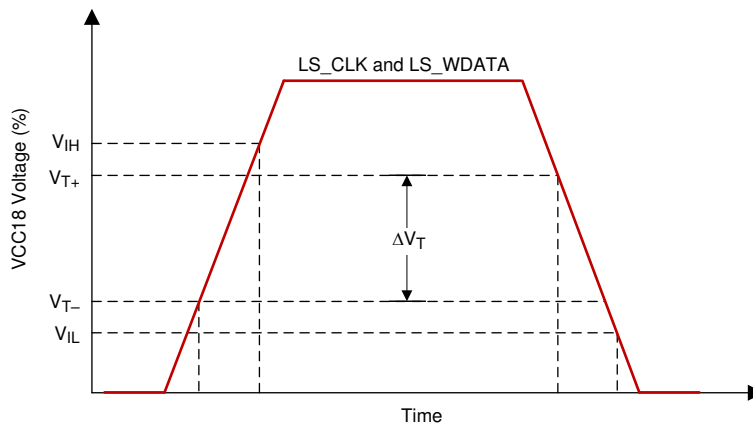 LS_CLK and LS_WDATA
VCC18 Voltage (%)
VIH
VT+
ΔVT
VT–
VIL
Time